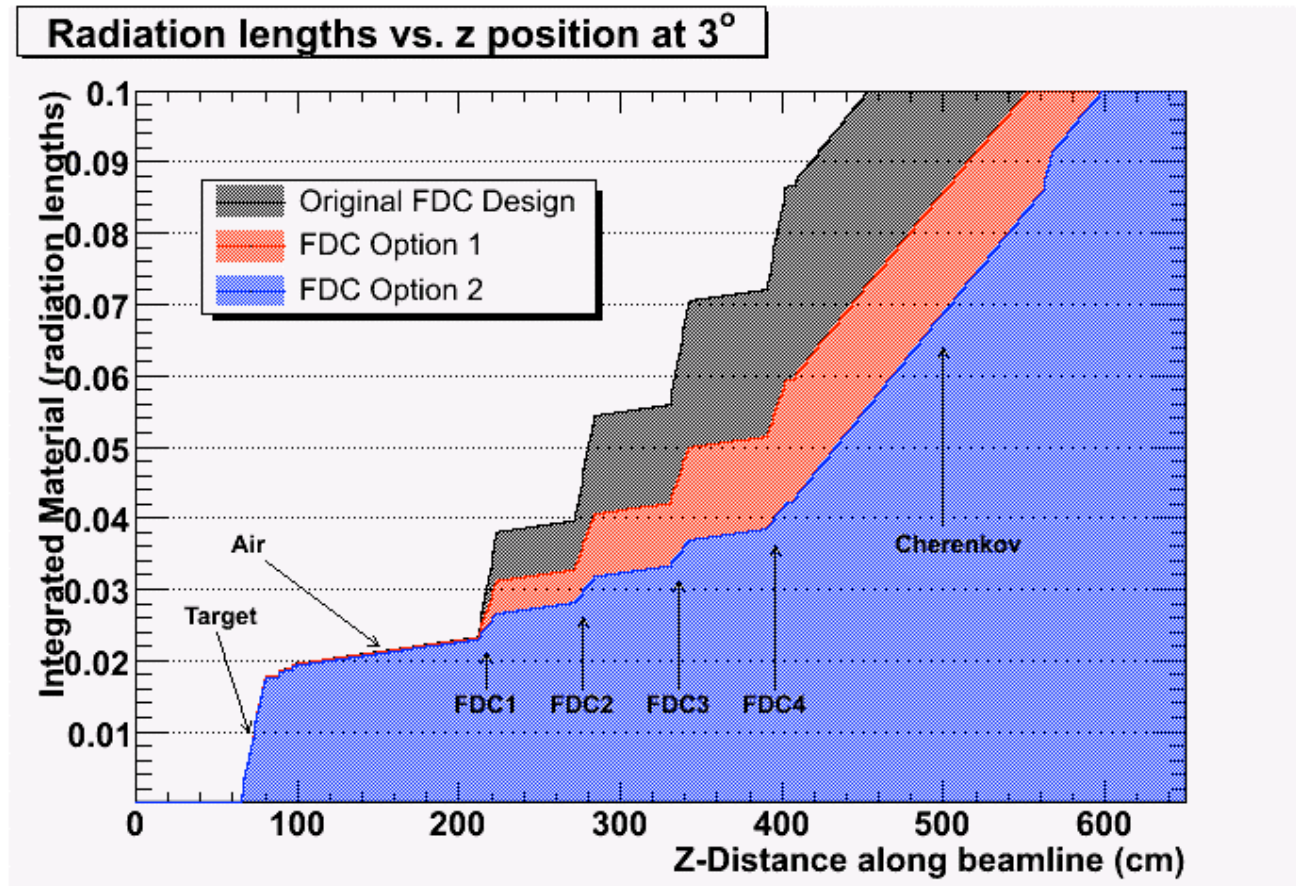 Radiation lengths vs. z position at 3°
Integrated Material (radiation lengths)
0.1
0.09
0.08
0.07
0.06
0.05
0.04
0.03
0.02
0.01
Original FDC Design
FDC Option 1
FDC Option 2
Air
Target
FDC1
FDC2
FDC3
FDC4
Cherenkov
0 100 200 300 400 500 600
Z-Distance along beamline (cm)